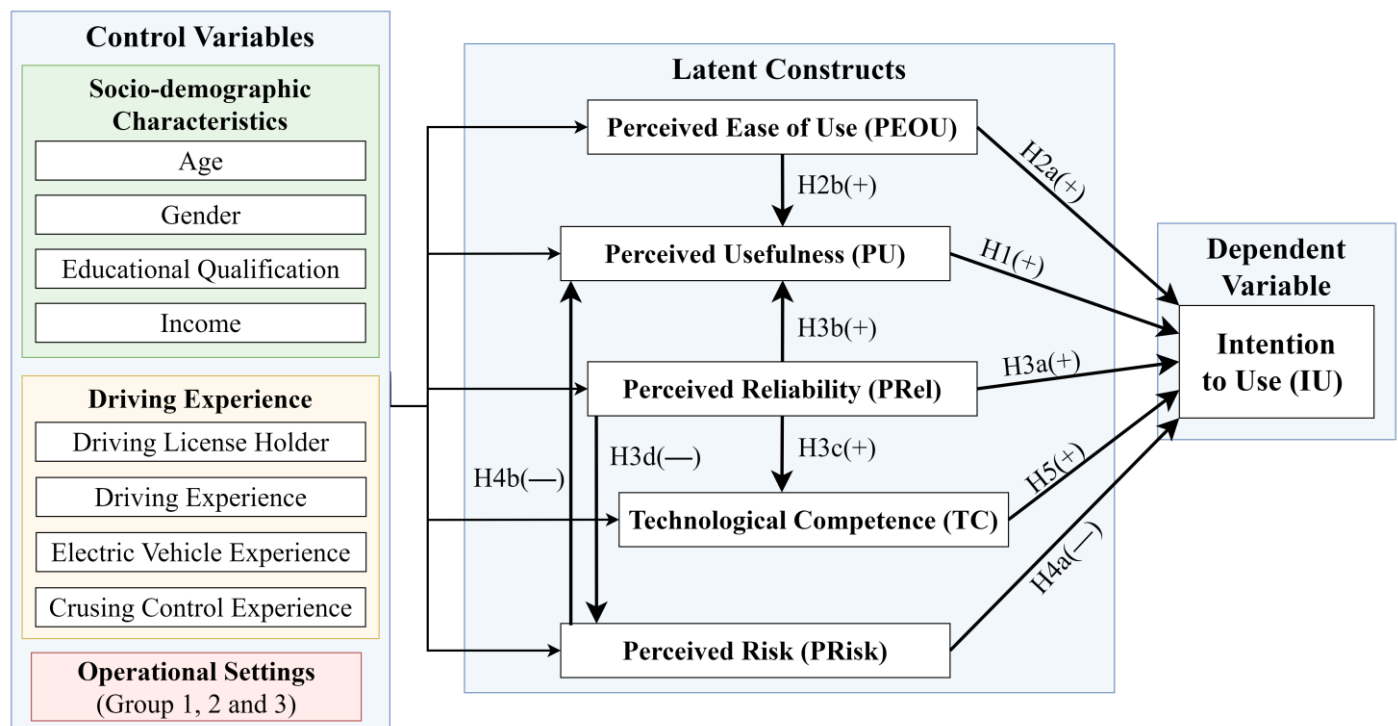 Control Variables
Socio-demographic
Characteristics
Age
Gender
Educational Qualification
Income
Driving Experience
Driving License Holder
Driving Experience
Electric Vehicle Experience
Crusing Control Experience
Operational Settings
(Group 1, 2 and 3)
Latent Constructs
Perceived Ease of Use (PEOU)
H2a(+)
H2b(+)
Perceived Usefulness (PU)
H1(+)
H3b(+)
Perceived Reliability (PRel)
H3a(+)
H4b(—)
H3d(—)
H3c(+)
Technological Competence (TC)
H5(+)
Perceived Risk (PRisk)
H4a(—)
Dependent
Variable
Intention
to Use (IU)